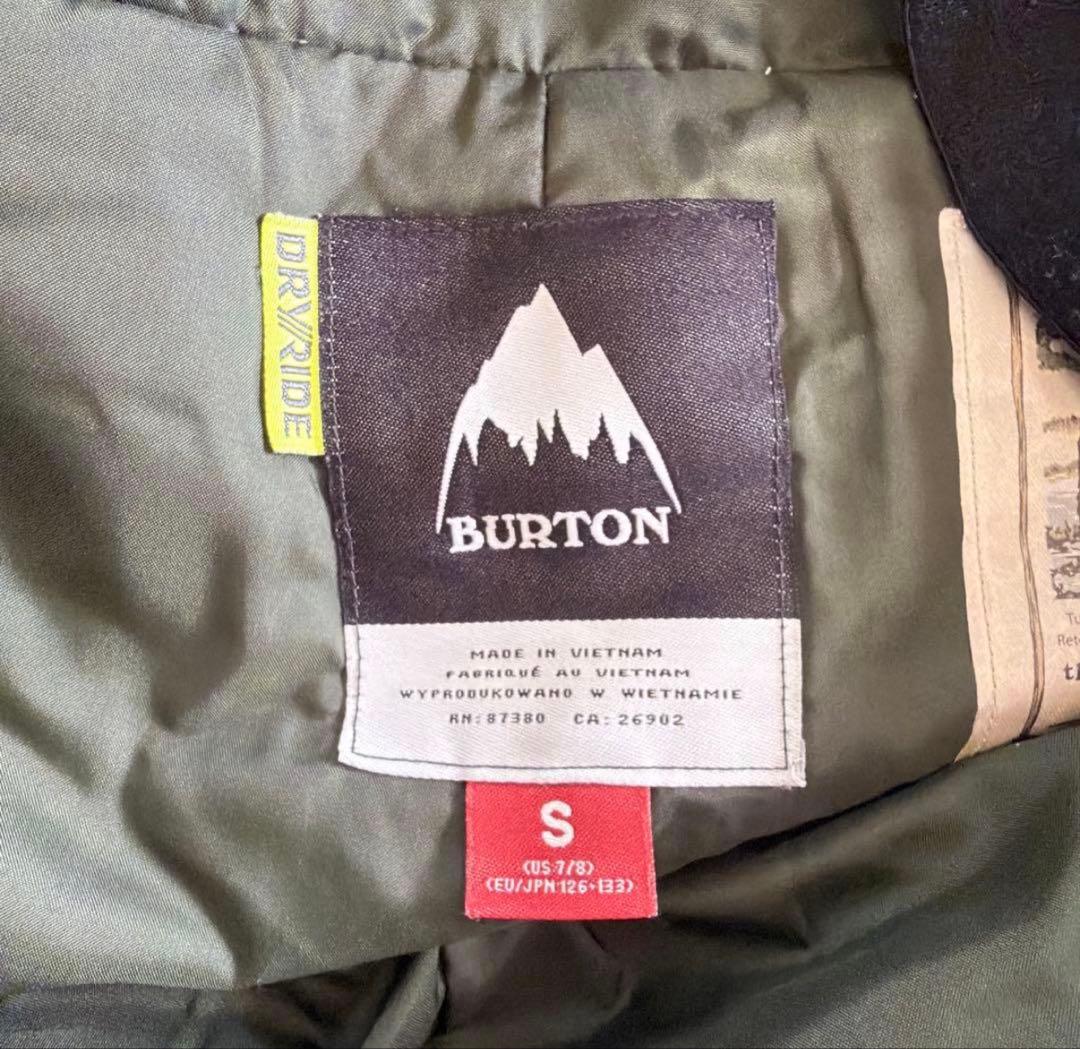 DRY//RIDE
BURTON
MADE IN VIETNAM
FABRIQUÉ AU VIETNAM
WYPRODUKOWANO W WIETNAMIE
RN: 87380 CA: 26902
S
(US 7/8)
(EU/JPN 126-133)